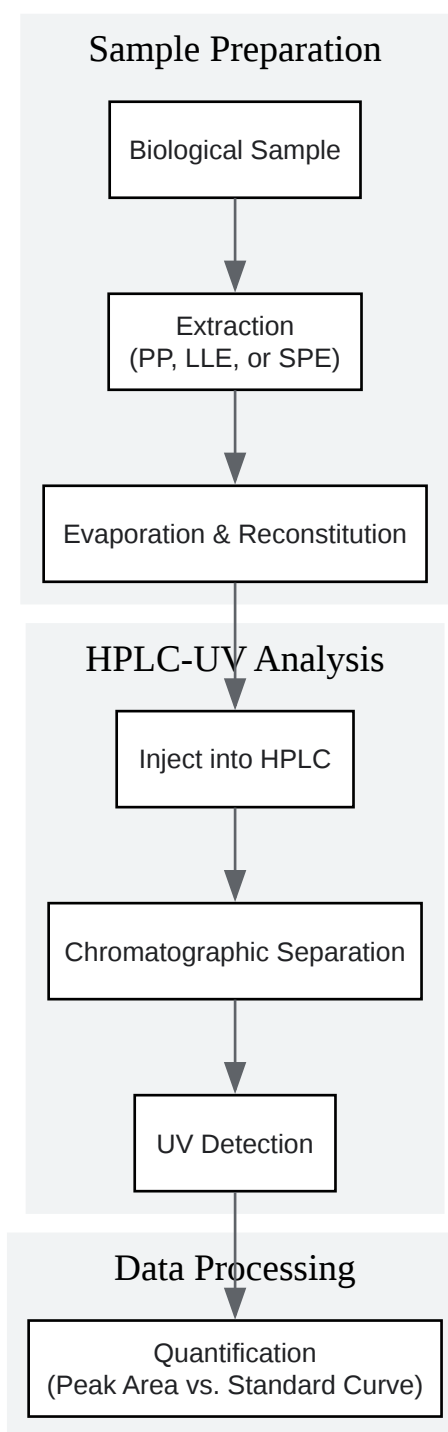 Sample Preparation
Biological Sample
Extraction
(PP, LLE, or SPE)
Evaporation & Reconstitution
HPLC-UV Analysis
Inject into HPLC
Chromatographic Separation
UV Detection
Data Processing
Quantification
(Peak Area vs. Standard Curve)